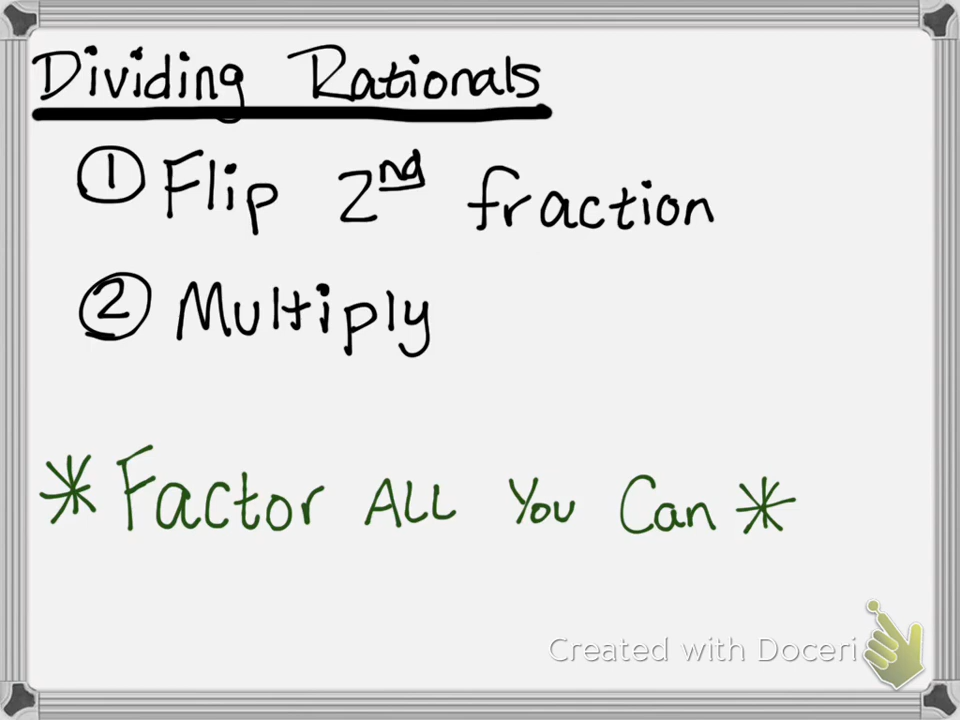 Dividing Rationals
① Flip 2nd fraction
② Multiply
* Factor ALL You Can *
Created with Doceri